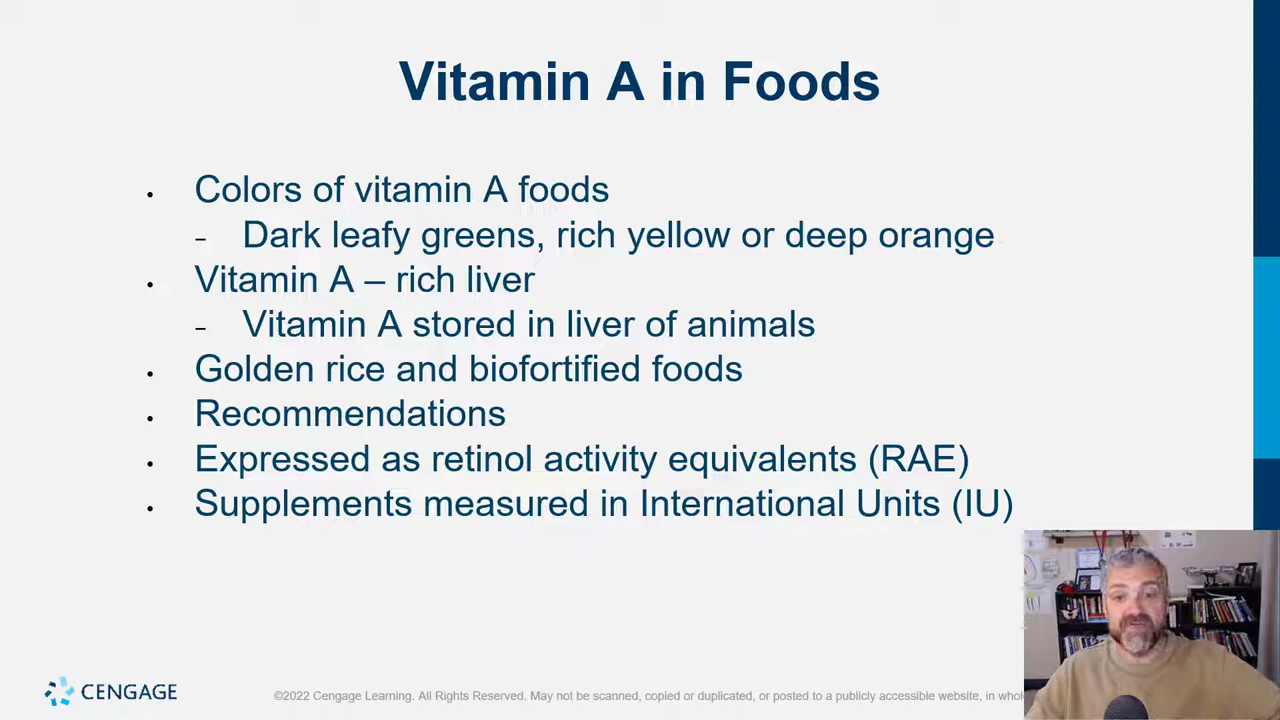 Vitamin A in Foods
• Colors of vitamin A foods
– Dark leafy greens, rich yellow or deep orange
• Vitamin A – rich liver
– Vitamin A stored in liver of animals
• Golden rice and biofortified foods
• Recommendations
• Expressed as retinol activity equivalents (RAE)
• Supplements measured in International Units (IU)
CENGAGE
©2022 Cengage Learning. All Rights Reserved. May not be scanned, copied or duplicated, or posted to a publicly accessible website, in whol